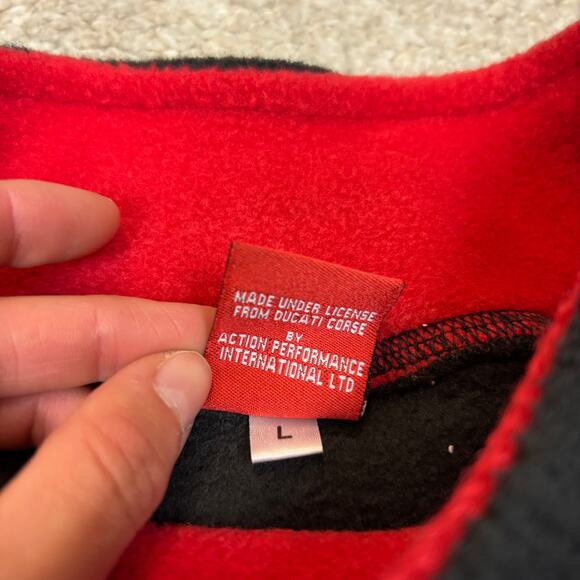 MADE UNDER LICENSE
FROM DUCATI CORSE
BY
ACTION PERFORMANCE
INTERNATIONAL LTD
L